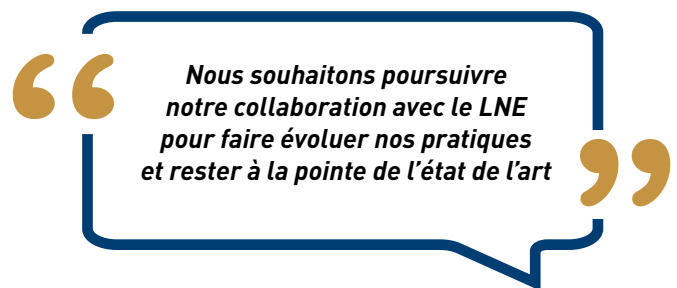 Nous souhaitons poursuivre
notre collaboration avec le LNE
pour faire évoluer nos pratiques
et rester à la pointe de l’état de l’art